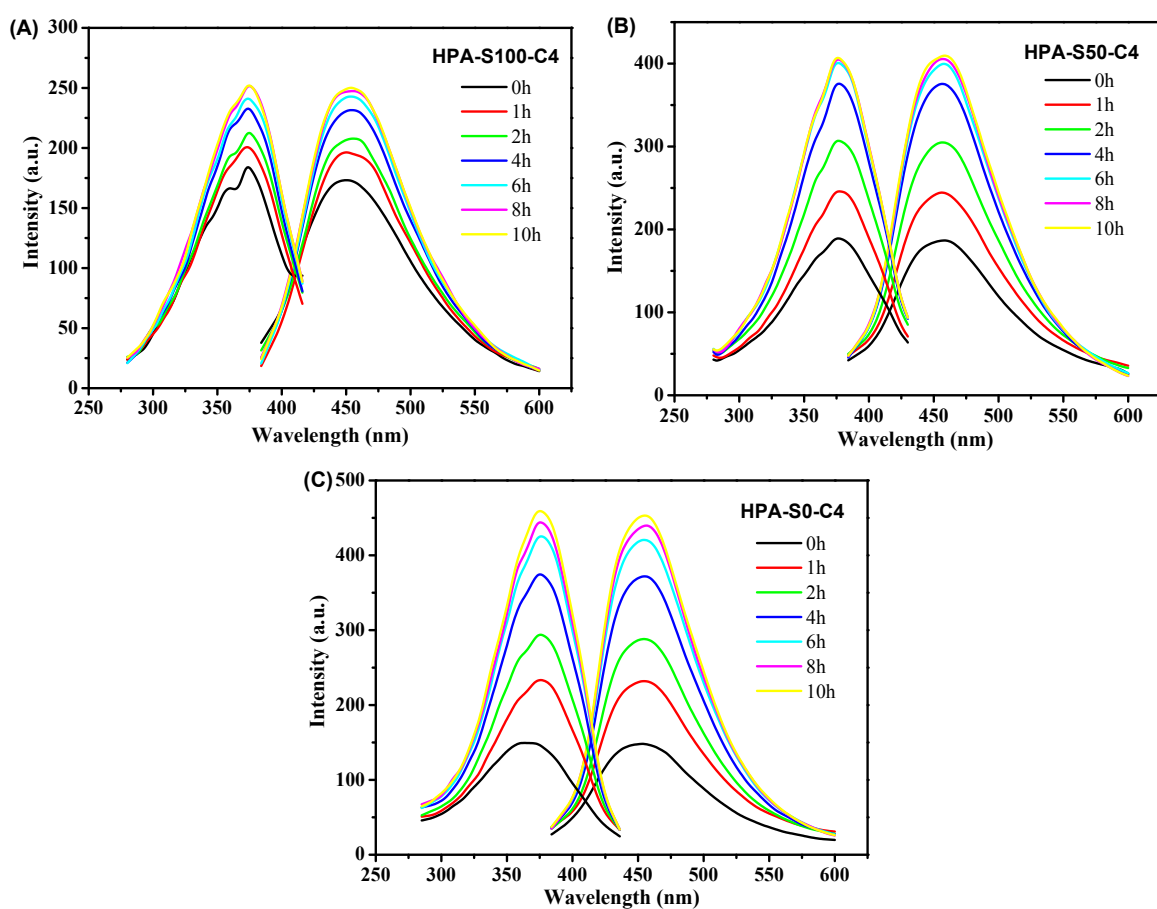 (A)
HPA-S100-C4
0h
1h
2h
4h
6h
8h
10h
300
250
200
150
100
50
0
Intensity (a.u.)
250 300 350 400 450 500 550 600
Wavelength (nm)
(B)
HPA-S50-C4
0h
1h
2h
4h
6h
8h
10h
400
300
200
100
0
Intensity (a.u.)
250 300 350 400 450 500 550 600
Wavelength (nm)
(C)
HPA-S0-C4
0h
1h
2h
4h
6h
8h
10h
500
400
300
200
100
0
Intensity (a.u.)
250 300 350 400 450 500 550 600
Wavelength (nm)